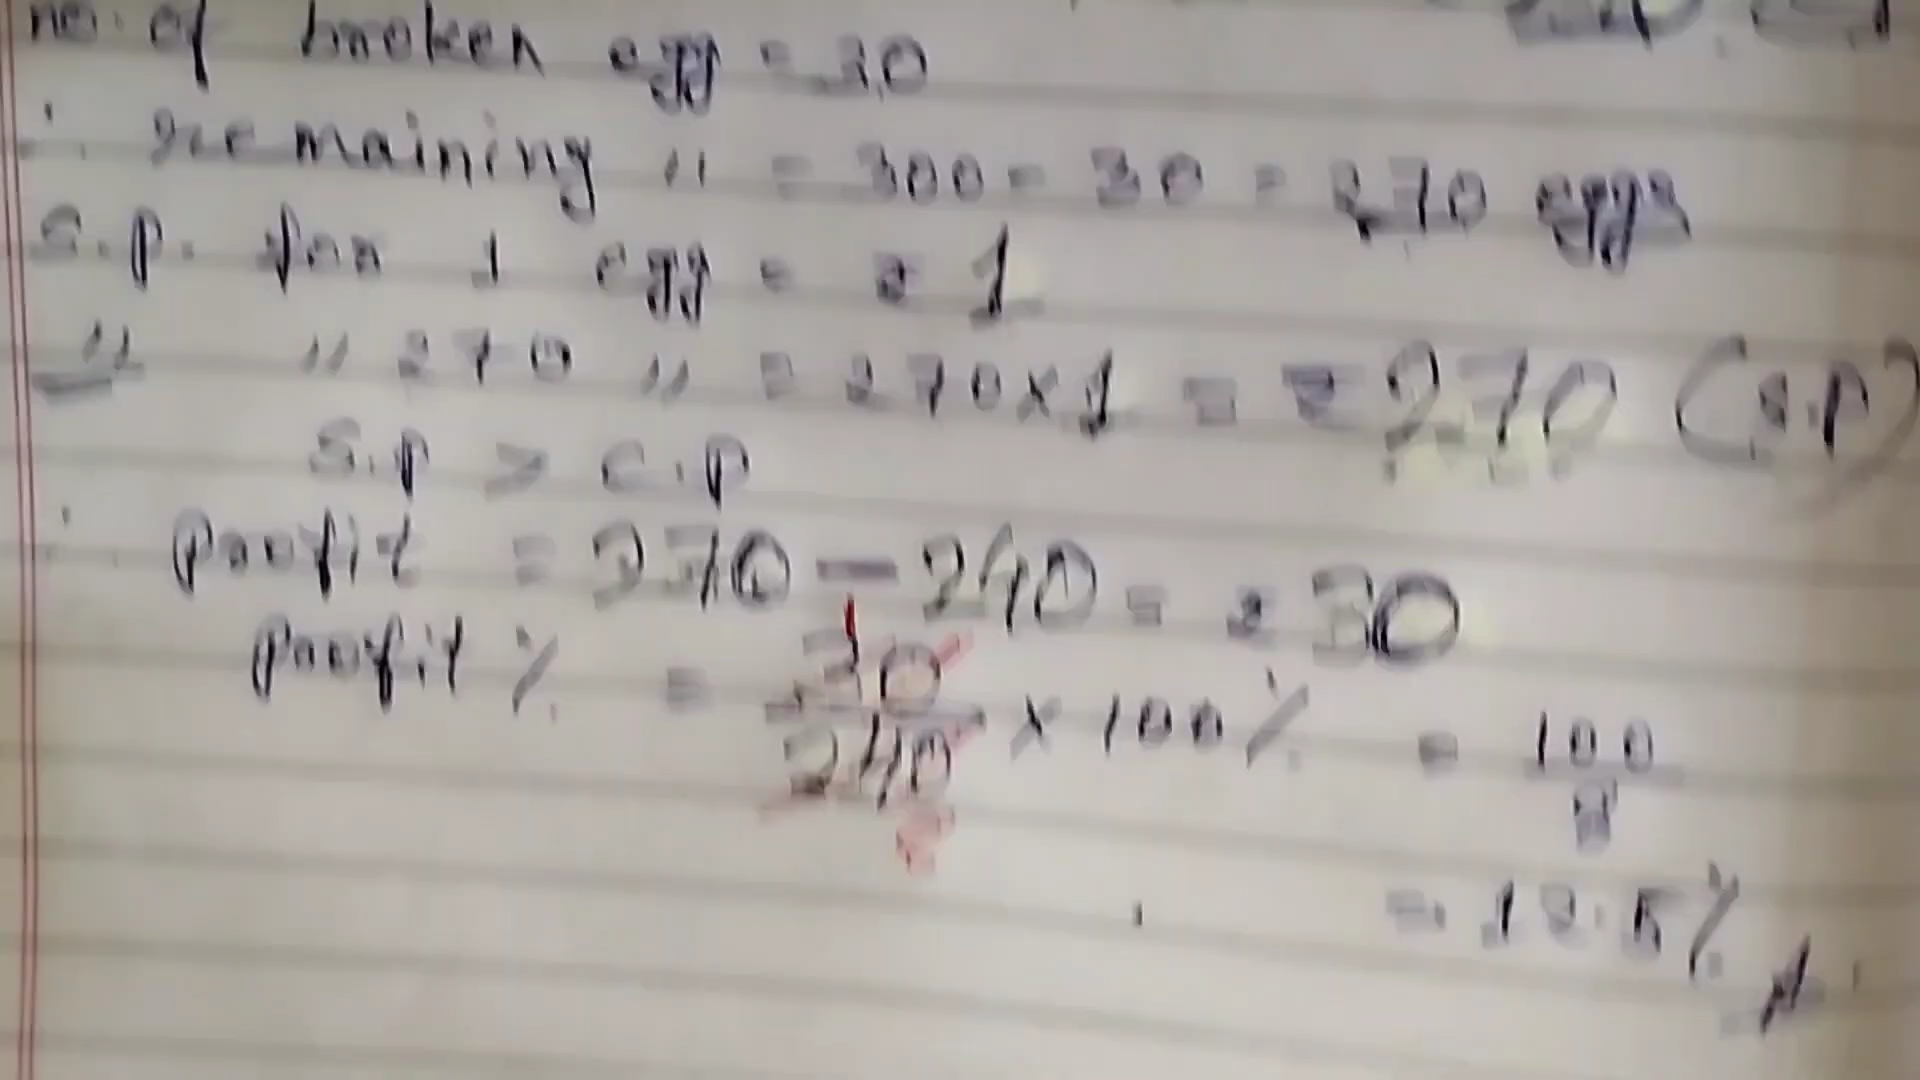 no. of broken egg = 30
∴ remaining " = 300 - 30 = 270 eggs
S.P. for 1 egg = ₹ 1
" " 270 " = 270 x 1 = ₹ 270 (S.P)
S.P > C.P
∴ Profit = 270 - 240 = ₹ 30
Profit % = 30/240 x 100% = 100/8
= 12.5%